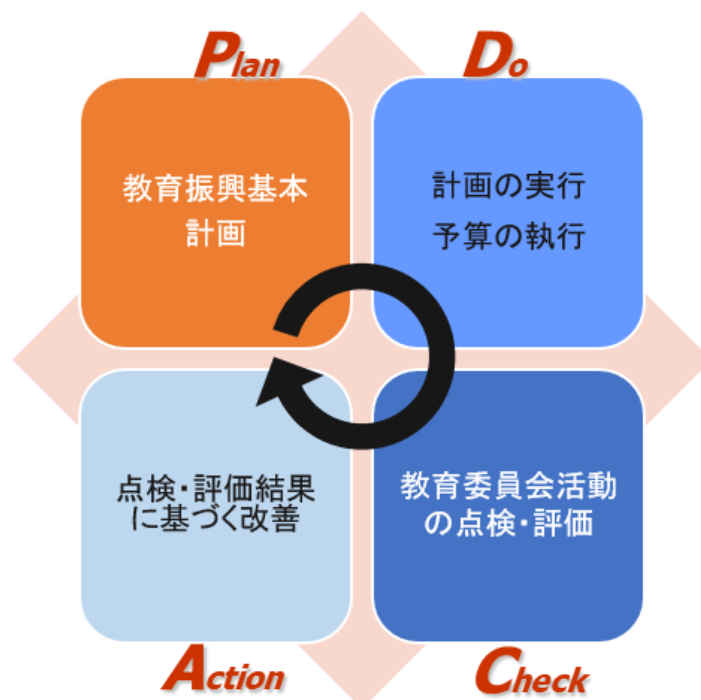 Plan
教育振興基本
計画
Do
計画の実行
予算の執行
点検・評価結果
に基づく改善
Action
教育委員会活動
の点検・評価
Check